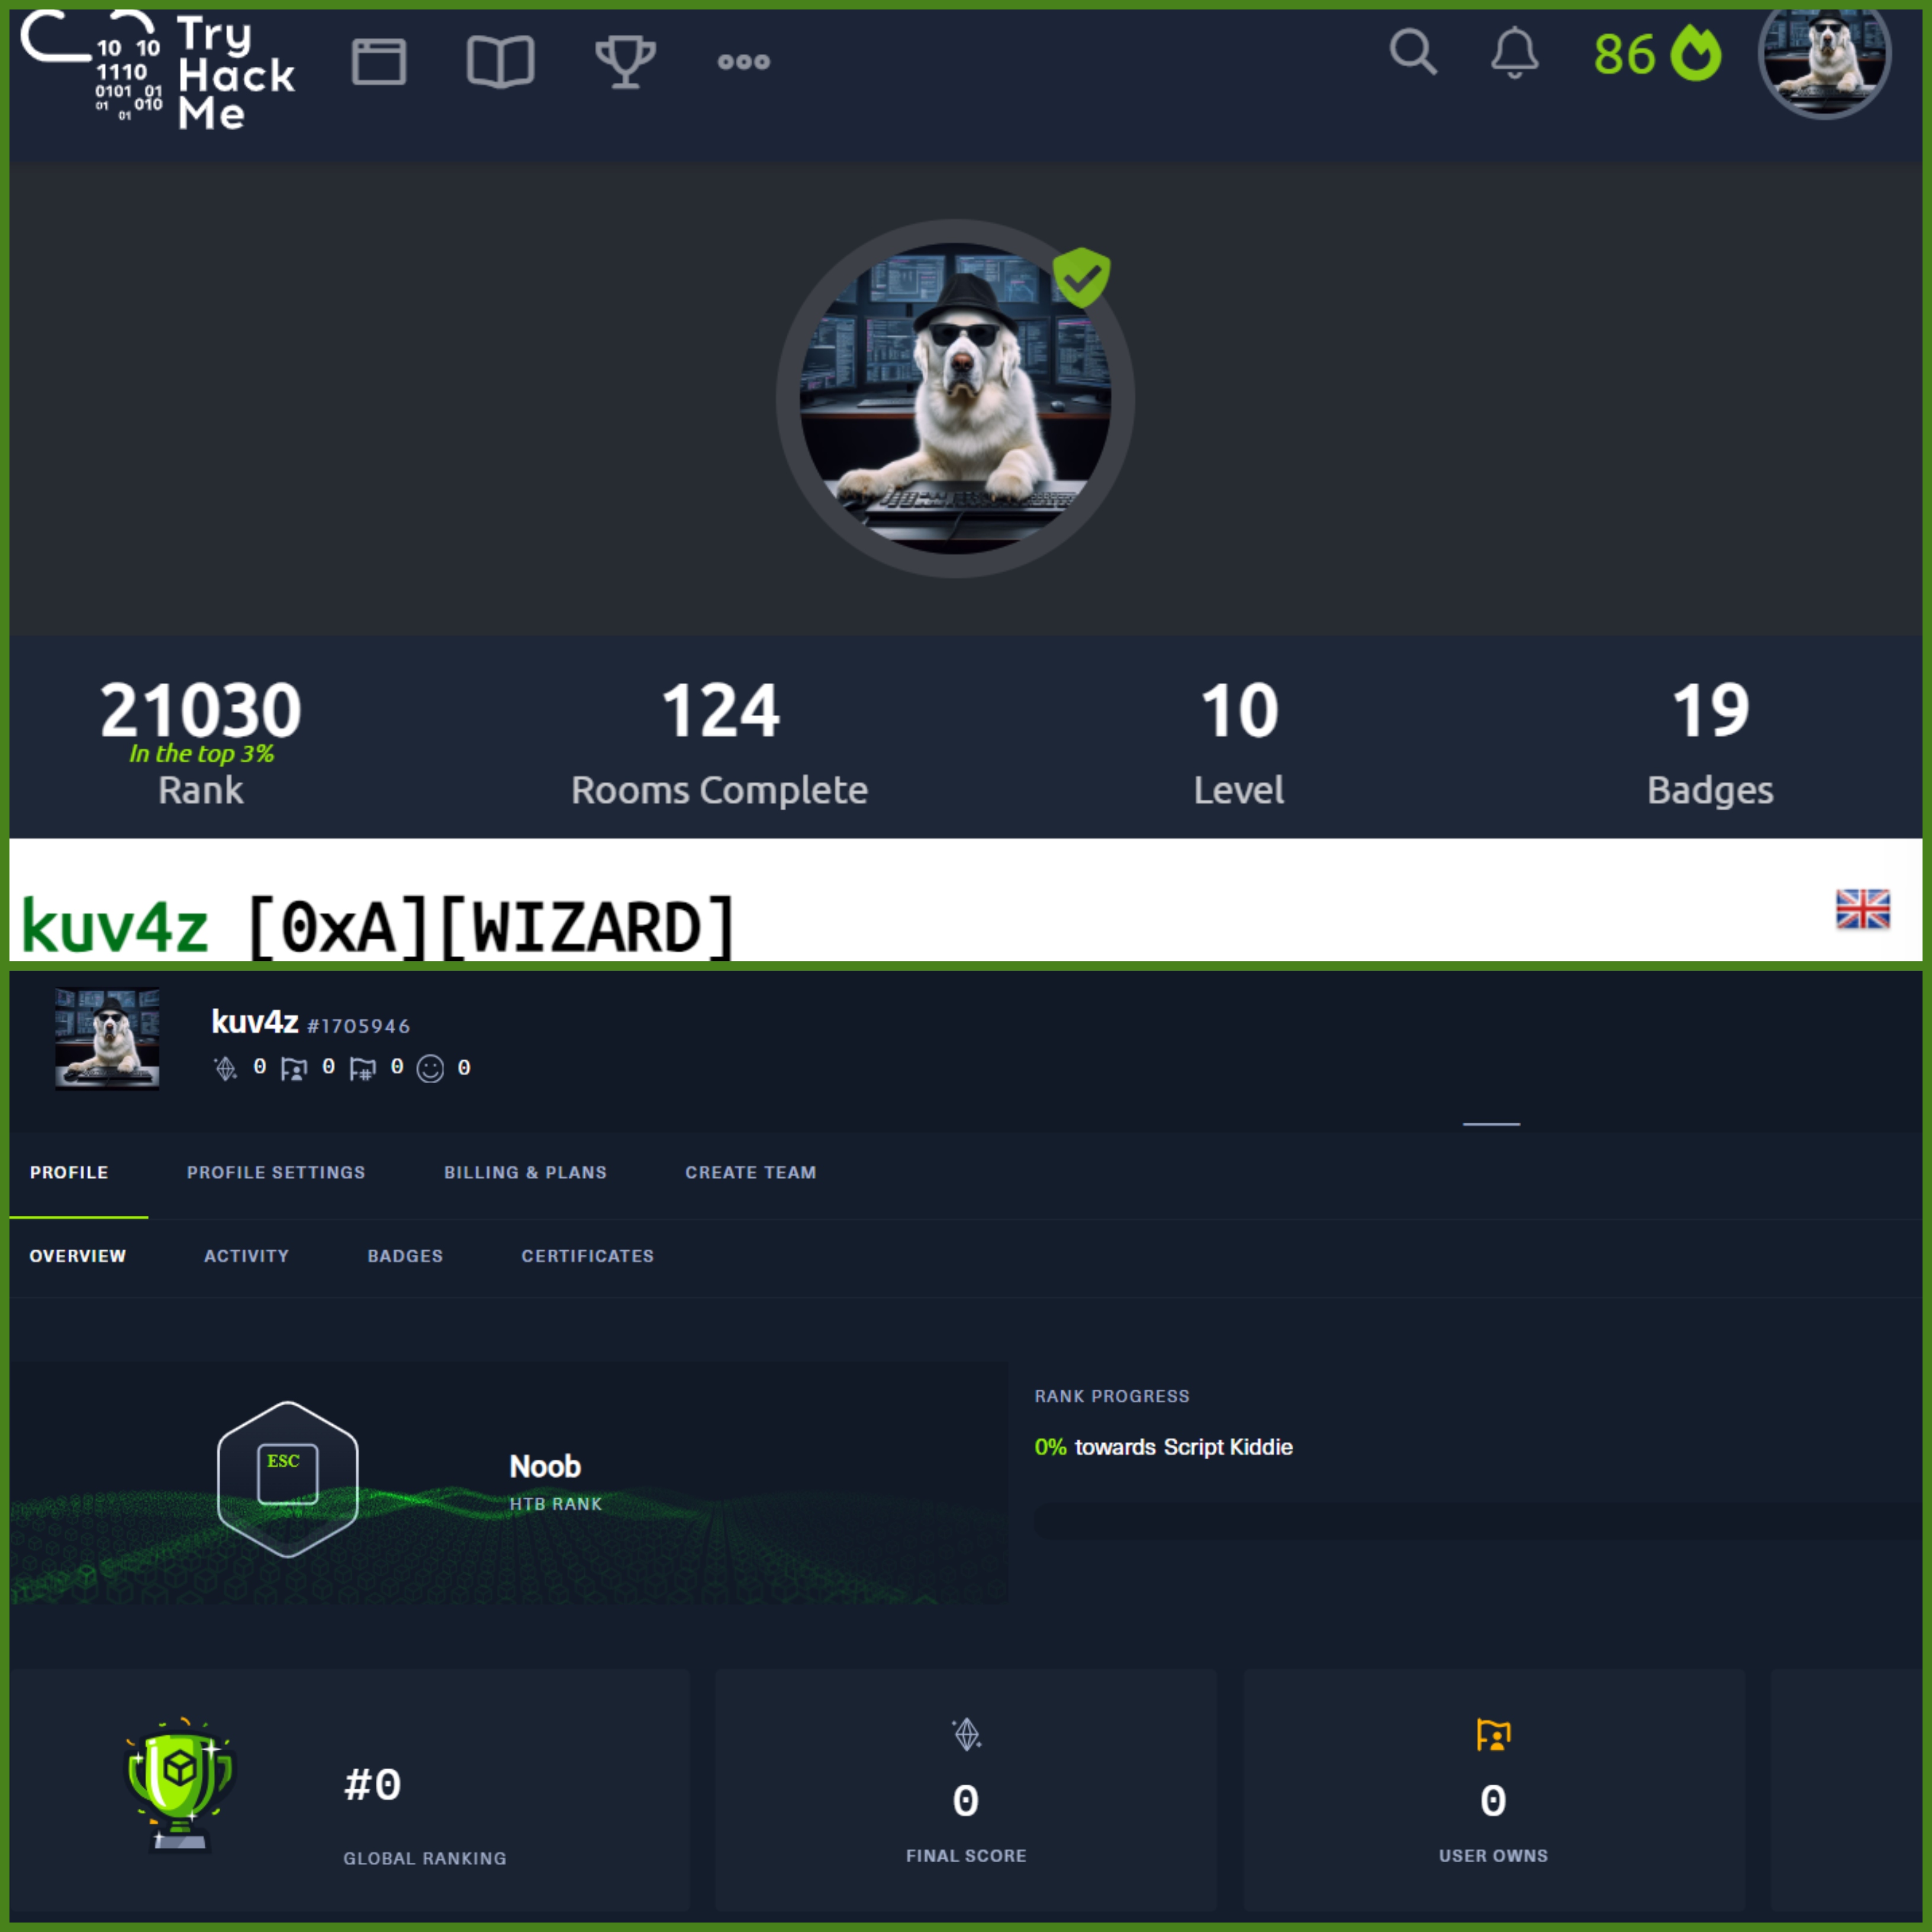 10 10
1110
0101 01
01 010
01
Try
Hack
Me
86
21030
In the top 3%
Rank
124
Rooms Complete
10
Level
19
Badges
kuv4z [0xA][WIZARD]
kuv4z #1705946
0 0 0 0
PROFILE PROFILE SETTINGS BILLING & PLANS CREATE TEAM
OVERVIEW ACTIVITY BADGES CERTIFICATES
ESC
Noob
HTB RANK
RANK PROGRESS
0% towards Script Kiddie
#0
GLOBAL RANKING
0
FINAL SCORE
0
USER OWNS